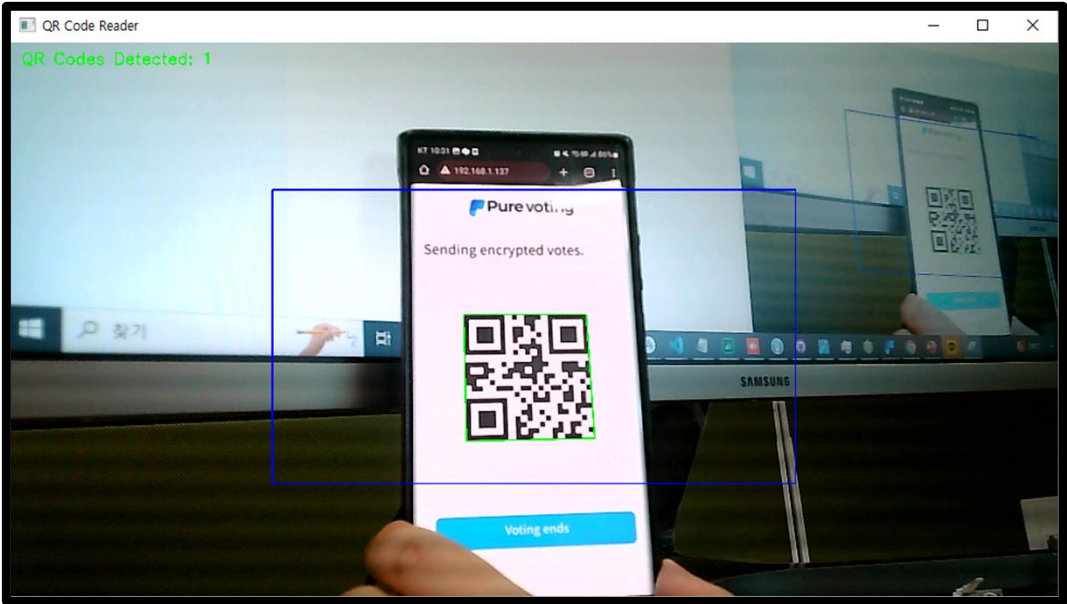 QR Code Reader
QR Codes Detected: 1
KT 10:31
86%
192.168.1.137
Pure voting
Sending encrypted votes.
찾기
SAMSUNG
Voting ends